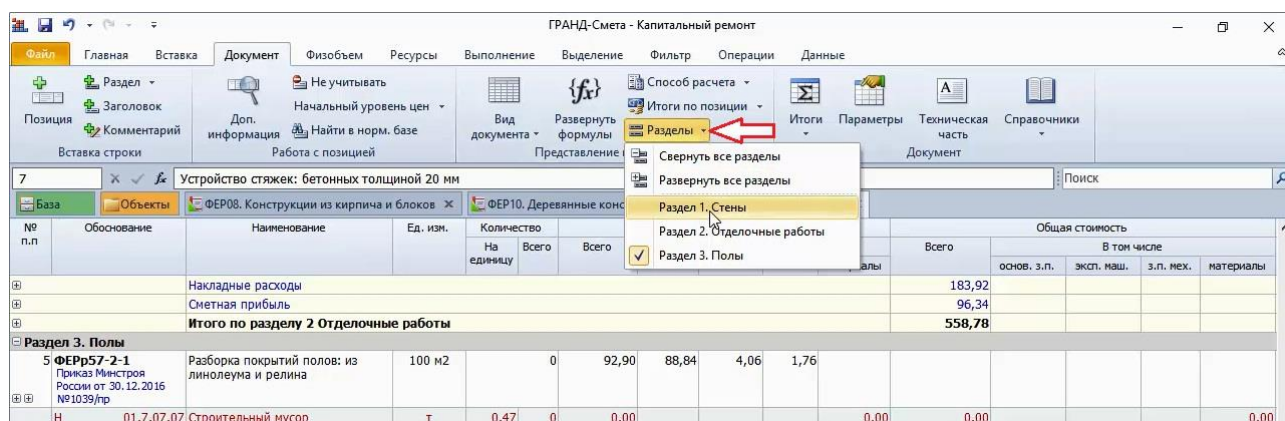 ГРАНД-Смета - Капитальный ремонт
Файл Главная Вставка Документ Физобъем Ресурсы Выполнение Выделение Фильтр Операции Данные
Позиция
Раздел
Заголовок
Комментарий
Вставка строки
Доп. информация
Не учитывать
Начальный уровень цен
Найти в норм. базе
Работа с позицией
Вид документа
Развернуть формулы
Способ расчета
Итоги по позиции
Разделы
Представление
Итоги
Параметры
Техническая часть
Справочники
Документ
Свернуть все разделы
Развернуть все разделы
Раздел 1. Стены
Раздел 2. Отделочные работы
Раздел 3. Полы
7 fx Устройство стяжек: бетонных толщиной 20 мм Поиск
База Объекты ФЕР08. Конструкции из кирпича и блоков ФЕР10. Деревянные конс
№ п.п Обоснование Наименование Ед. изм. Количество Общая стоимость
На единицу Всего Всего Всего В том числе
алы основ. з.п. эксп. маш. з.п. мех. материалы
Накладные расходы 183,92
Сметная прибыль 96,34
Итого по разделу 2 Отделочные работы 558,78
Раздел 3. Полы
5 ФЕРр57-2-1 Разборка покрытий полов: из 100 м2 0 92,90 88,84 4,06 1,76
Приказ Минстроя линолеума и релина
России от 30.12.2016
№1039/пр
Н 01.7.07.07 Строительный мусор т 0,47 0 0,00 0,00 0,00 0,00